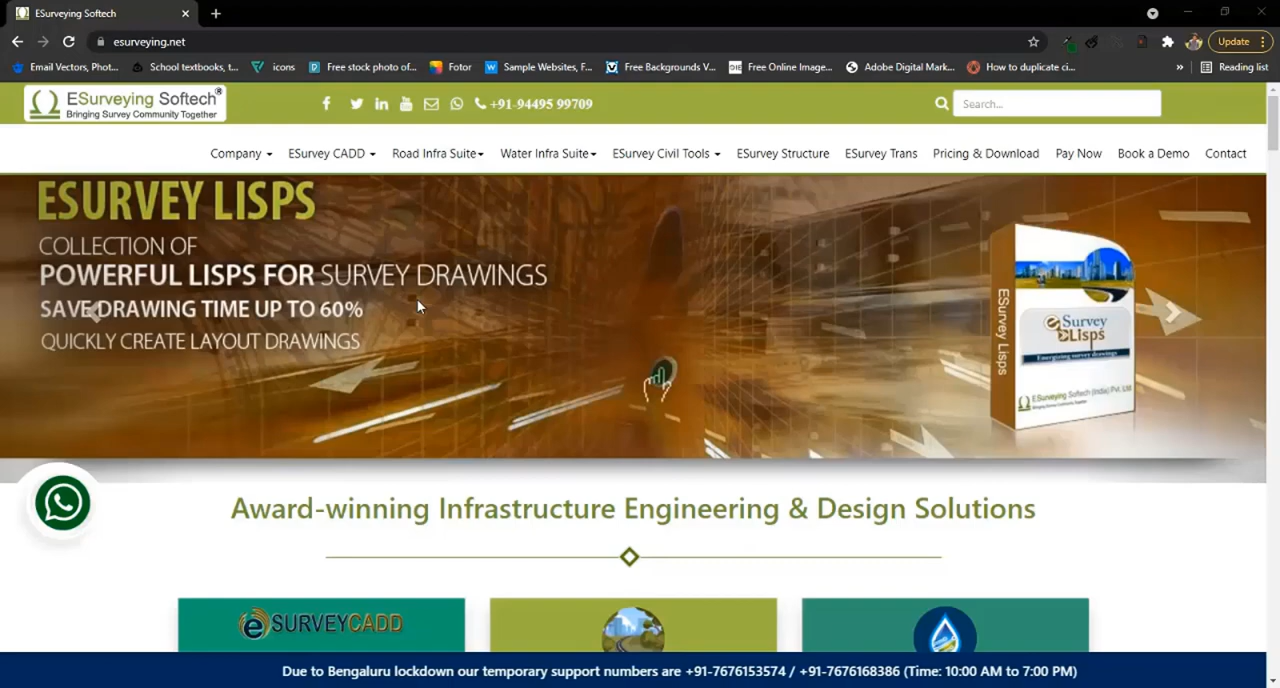 ESurveying Softech
esurveying.net
Update
Email Vectors, Phot...
School textbooks, t...
icons
Free stock photo of...
Fotor
Sample Websites, F...
Free Backgrounds V...
Free Online Image...
Adobe Digital Mark...
How to duplicate ci...
»
Reading list
ESurveying Softech®
Bringing Survey Community Together
+91-94495 99709
Search...
Company
ESurvey CADD
Road Infra Suite
Water Infra Suite
ESurvey Civil Tools
ESurvey Structure
ESurvey Trans
Pricing & Download
Pay Now
Book a Demo
Contact
ESURVEY LISPS
COLLECTION OF
POWERFUL LISPS FOR SURVEY DRAWINGS
SAVE DRAWING TIME UP TO 60%
QUICKLY CREATE LAYOUT DRAWINGS
ESurvey Lisps
eSurvey
Lisps
Energizing survey drawings
ESurveying Softech (India) Pvt. Ltd
Bringing Survey Community Together
Award-winning Infrastructure Engineering & Design Solutions
eSURVEYCADD
Due to Bengaluru lockdown our temporary support numbers are +91-7676153574 / +91-7676168386 (Time: 10:00 AM to 7:00 PM)